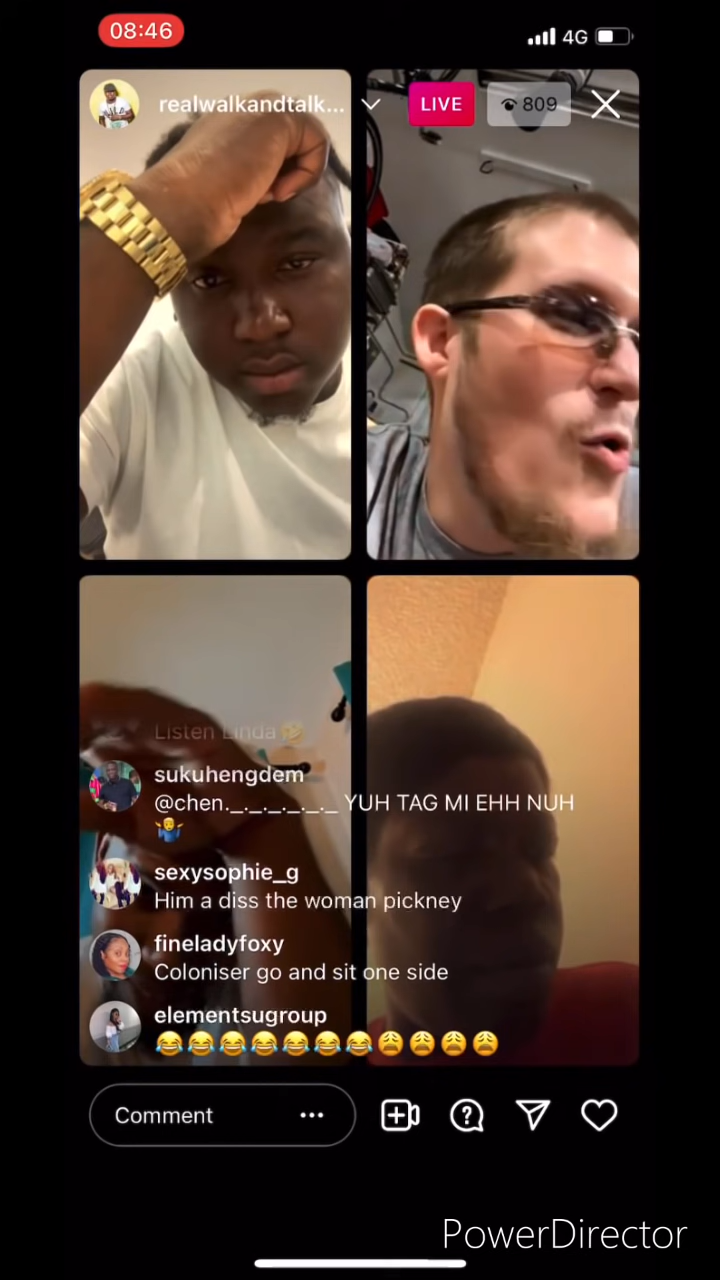 08:46
4G
realwalkandtalk...
LIVE
809
Listen Linda🤣
sukuhengdem
@chen._._._._._._ YUH TAG MI EHH NUH
🤷‍♂️
sexysophie_g
Him a diss the woman pickney
fineladyfoxy
Coloniser go and sit one side
elementsugroup
😂😂😂😂😂😂😂😩😩😩😩
Comment
PowerDirector